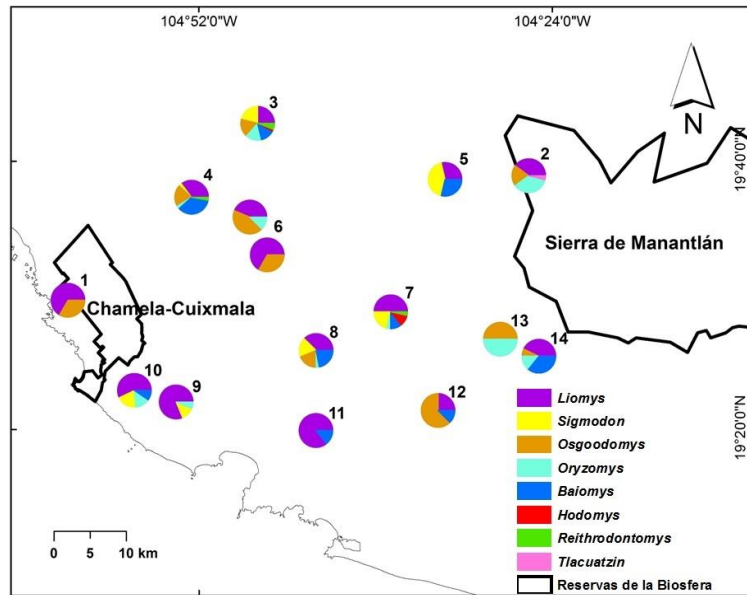 104°52'0"W
104°24'0"W
3
N
5
2
19°40'0"N
4
6
Sierra de Manantlán
1
Chamela-Cuixmala
7
13
8
14
10
9
12
11
19°20'0"N
Liomys
Sigmodon
Osgoodomys
Oryzomys
Baiomys
Hodomys
Reithrodontomys
Tlacuatzin
Reservas de la Biosfera
0 5 10 km